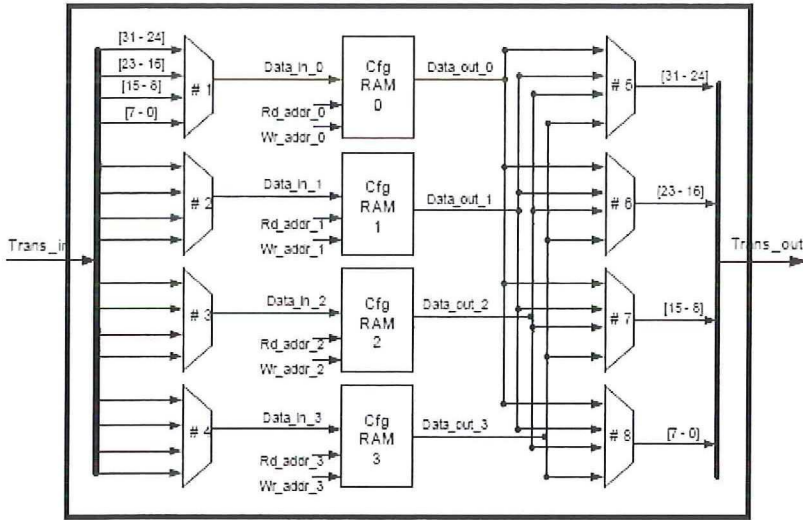 [31 - 24]
[23 - 16]
[15 - 8]
[7 - 0]
# 1
Data_in_0
Rd_addr_0
Wr_addr_0
Cfg
RAM
0
Data_out_0
# 5
[31 - 24]
# 2
Data_in_1
Rd_addr_1
Wr_addr_1
Cfg
RAM
1
Data_out_1
# 6
[23 - 16]
Trans_in
Trans_out
# 3
Data_in_2
Rd_addr_2
Wr_addr_2
Cfg
RAM
2
Data_out_2
# 7
[15 - 8]
# 4
Data_in_3
Rd_addr_3
Wr_addr_3
Cfg
RAM
3
Data_out_3
# 8
[7 - 0]